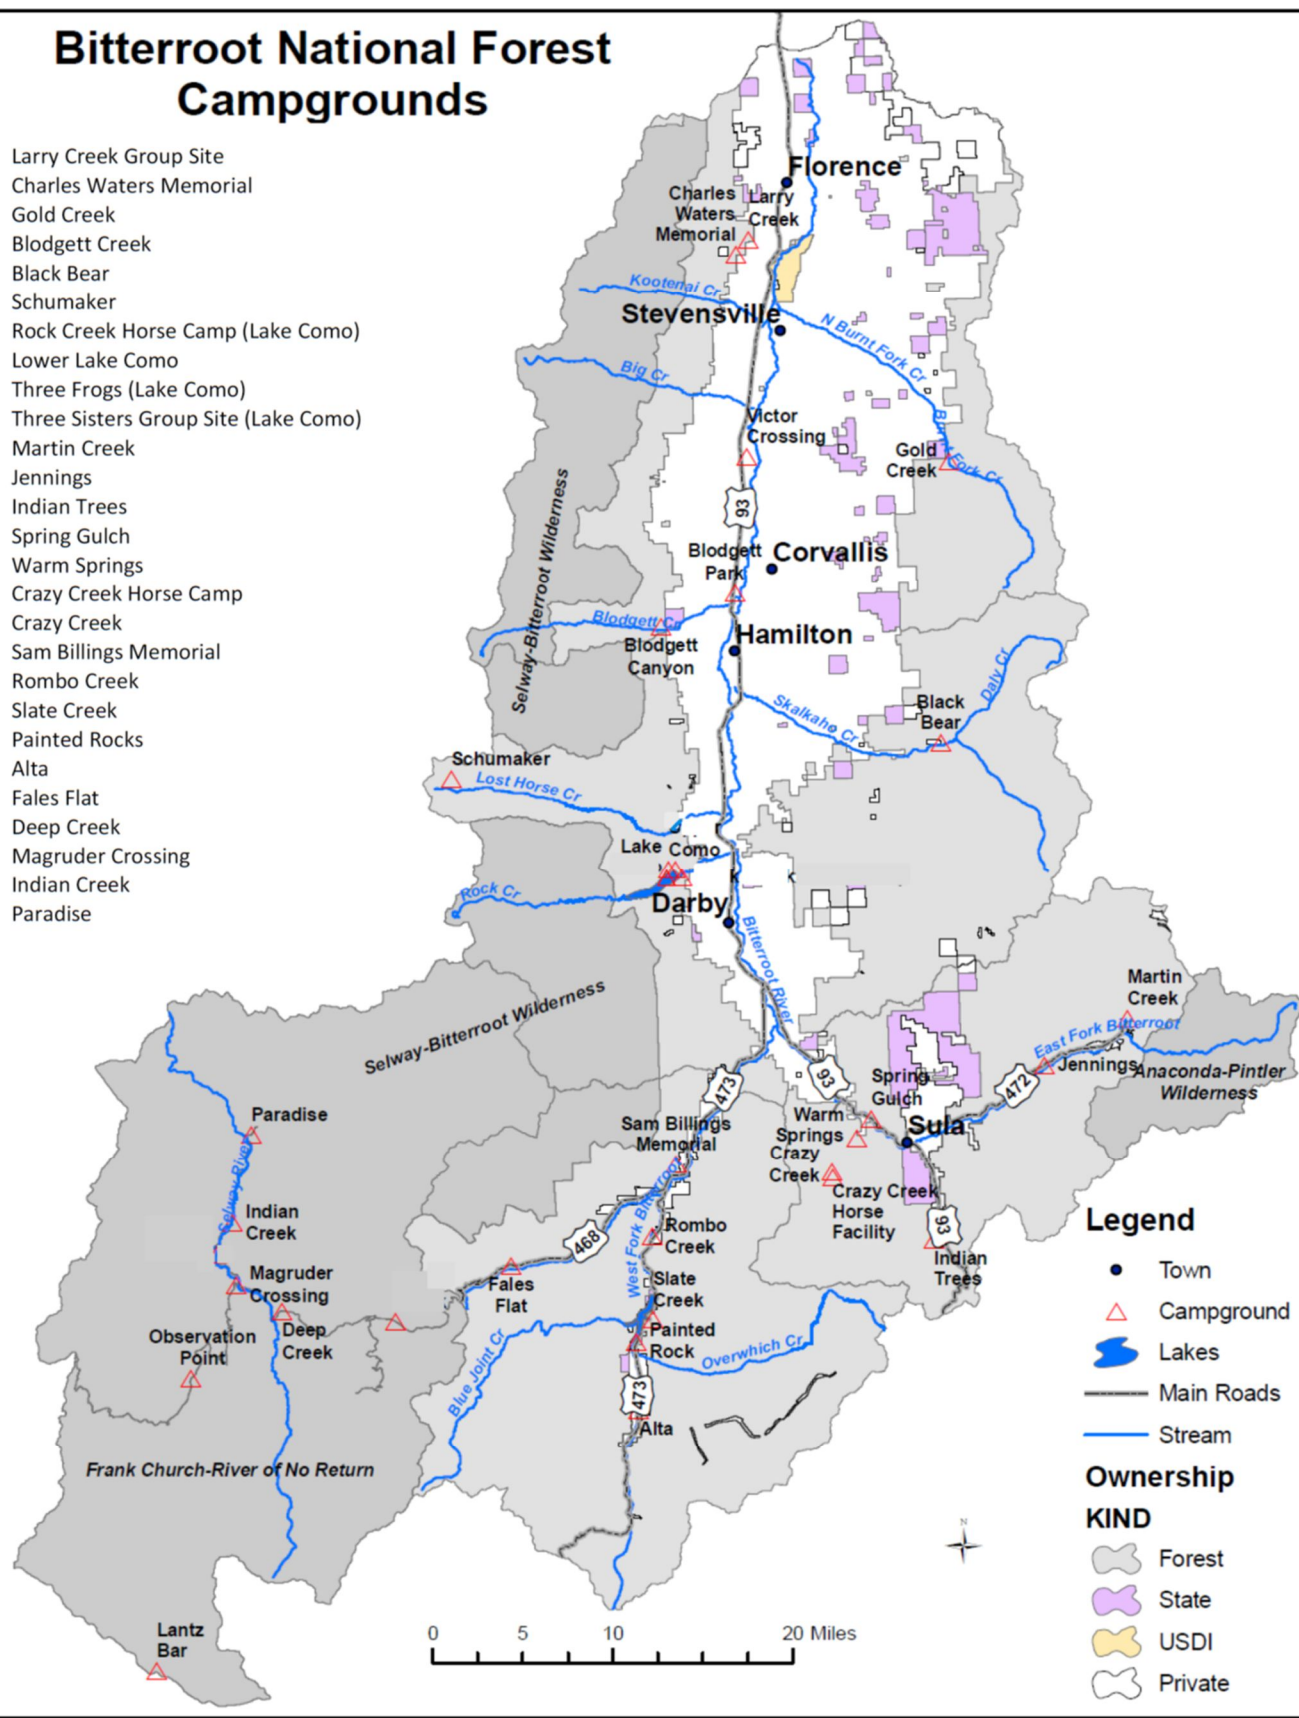 Bitterroot National Forest
Campgrounds
Larry Creek Group Site
Charles Waters Memorial
Gold Creek
Blodgett Creek
Black Bear
Schumaker
Rock Creek Horse Camp (Lake Como)
Lower Lake Como
Three Frogs (Lake Como)
Three Sisters Group Site (Lake Como)
Martin Creek
Jennings
Indian Trees
Spring Gulch
Warm Springs
Crazy Creek Horse Camp
Crazy Creek
Sam Billings Memorial
Rombo Creek
Slate Creek
Painted Rocks
Alta
Fales Flat
Deep Creek
Magruder Crossing
Indian Creek
Paradise
Florence
Charles
Waters
Memorial
Larry
Creek
Kootenai Cr
Stevensville
N Burnt Fork Cr
Big Cr
Victor
Crossing
Burnt Fork Cr
Gold
Creek
93
Selway-Bitterroot Wilderness
Blodgett
Park
Corvallis
Blodgett Cr
Hamilton
Blodgett
Canyon
Daly Cr
Skalkaho Cr
Black
Bear
Schumaker
Lost Horse Cr
Lake Como
Rock Cr
Darby
Bitterroot River
Selway-Bitterroot Wilderness
Martin
Creek
East Fork Bitterroot
Jennings
Anaconda-Pintler
Wilderness
473
93
472
Spring
Gulch
Warm
Springs
Sula
Crazy
Creek
Crazy Creek
Horse
Facility
93
Indian
Trees
Sam Billings
Memorial
West Fork Bitterroot
Rombo
Creek
468
Fales
Flat
Slate
Creek
Painted
Rock
Overwhich Cr
Blue Joint Cr
473
Alta
Paradise
Selway River
Indian
Creek
Magruder
Crossing
Deep
Creek
Observation
Point
Frank Church-River of No Return
Lantz
Bar
N
0 5 10 20 Miles
Legend
Town
Campground
Lakes
Main Roads
Stream
Ownership
KIND
Forest
State
USDI
Private